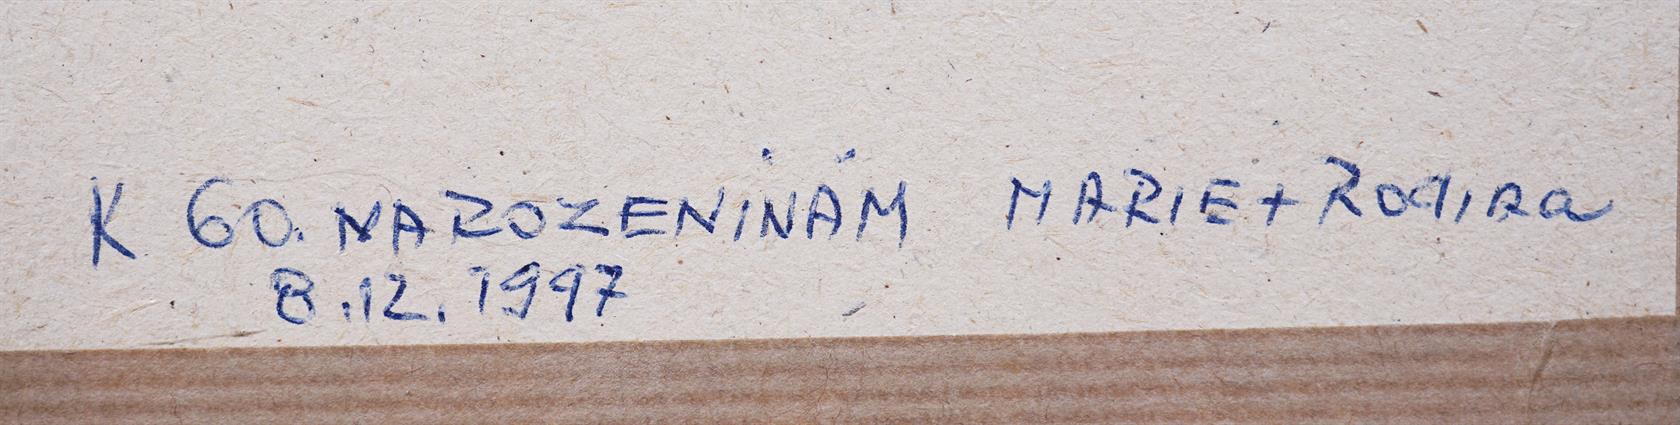 K 60. NAROZENINÁM MARIE +
8.12.1997